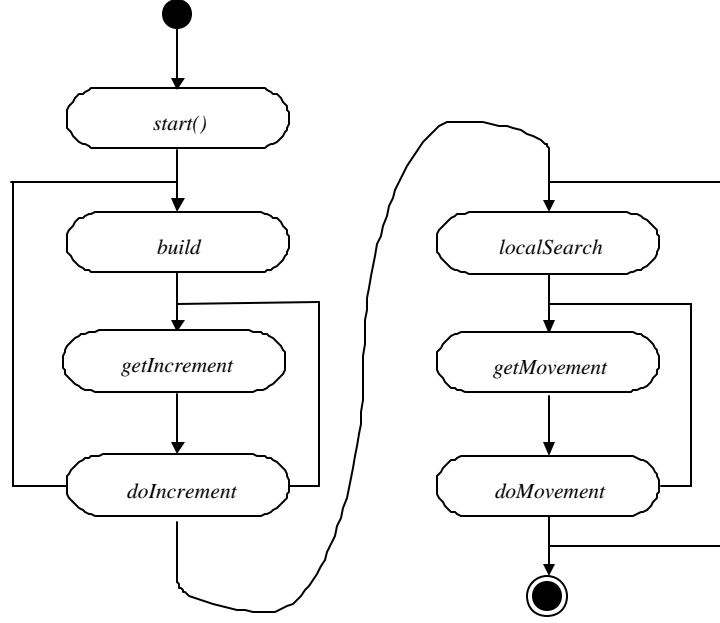 start()
build
getIncrement
doIncrement
localSearch
getMovement
doMovement